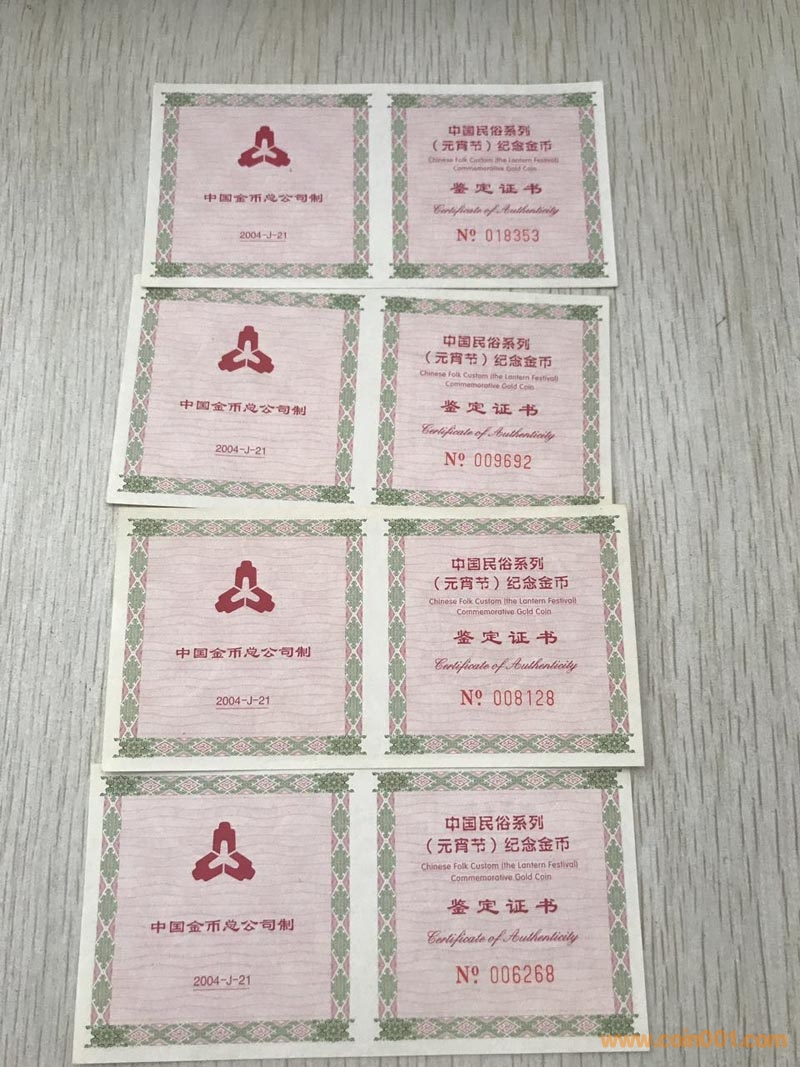 中国金币总公司制
2004-J-21
中国民俗系列
（元宵节）纪念金币
Chinese Folk Custom (the Lantern Festival)
Commemorative Gold Coin
鉴定证书
Certificate of Authenticity
Nº 018353
中国金币总公司制
2004-J-21
中国民俗系列
（元宵节）纪念金币
Chinese Folk Custom (the Lantern Festival)
Commemorative Gold Coin
鉴定证书
Certificate of Authenticity
Nº 009692
中国金币总公司制
2004-J-21
中国民俗系列
（元宵节）纪念金币
Chinese Folk Custom (the Lantern Festival)
Commemorative Gold Coin
鉴定证书
Certificate of Authenticity
Nº 008128
中国金币总公司制
2004-J-21
中国民俗系列
（元宵节）纪念金币
Chinese Folk Custom (the Lantern Festival)
Commemorative Gold Coin
鉴定证书
Certificate of Authenticity
Nº 006268
www.coin001.com